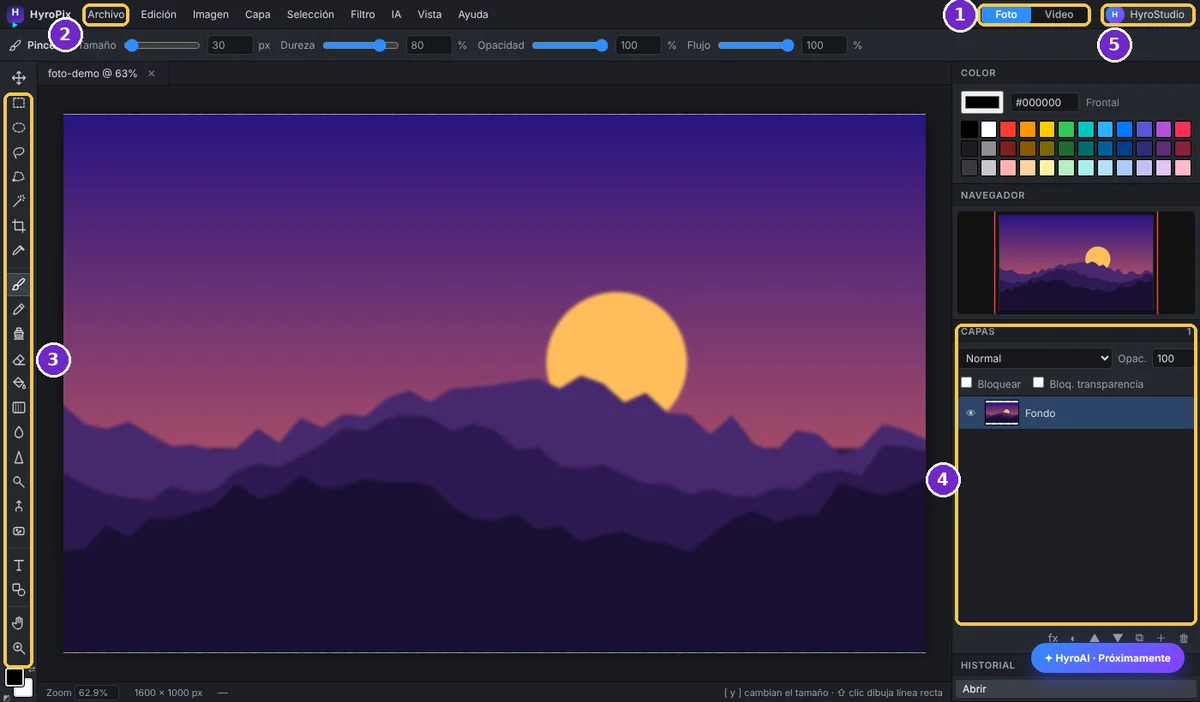 H HyroPix Archivo Edición Imagen Capa Selección Filtro IA Vista Ayuda 1 Foto Video H HyroStudio
2 5
Tamaño 30 px Dureza 80 % Opacidad 100 % Flujo 100 %
foto-demo @ 63% ×
COLOR
#000000 Frontal
NAVEGADOR
3
CAPAS 1
Normal Opac. 100
Bloquear Bloq. transparencia
Fondo
4
T
fx
HyroAI · Próximamente
HISTORIAL
Abrir
Zoom 62.9% 1600 × 1000 px — [ y ] cambian el tamaño · ⇧ clic dibuja línea recta